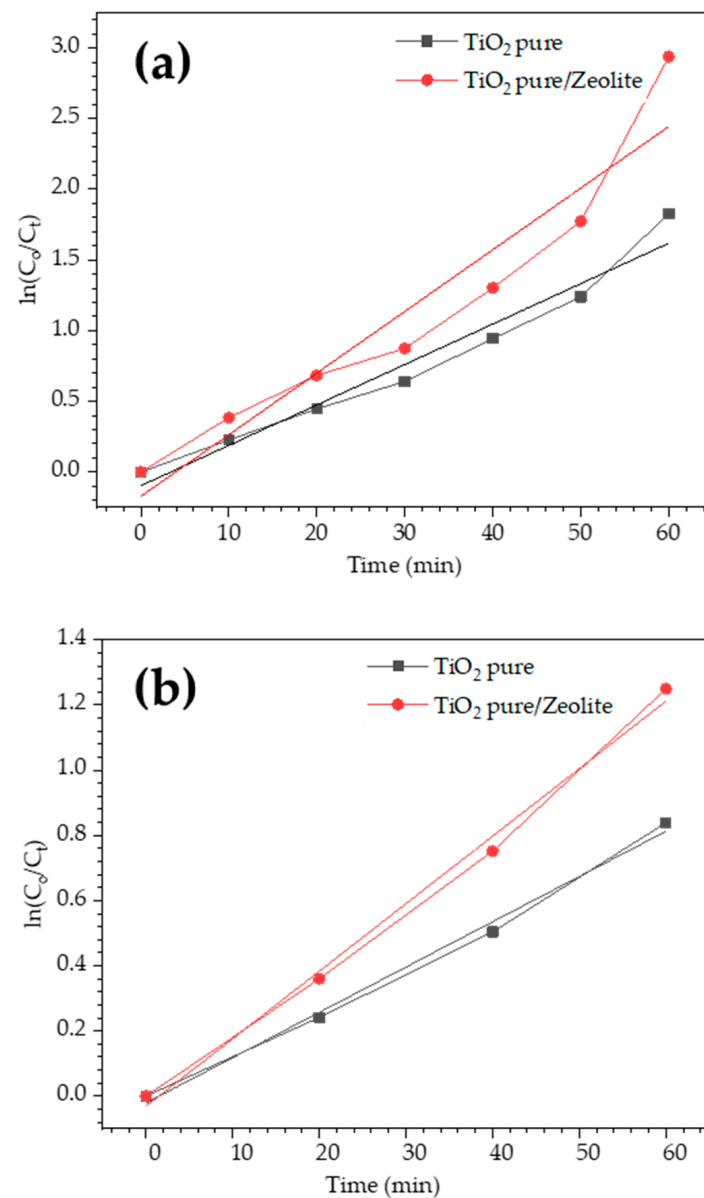 (a)
TiO₂ pure
TiO₂ pure/Zeolite
3.0
2.5
2.0
1.5
1.0
0.5
0.0
ln(Cₒ/Cₜ)
0 10 20 30 40 50 60
Time (min)
(b)
TiO₂ pure
TiO₂ pure/Zeolite
1.4
1.2
1.0
0.8
0.6
0.4
0.2
0.0
ln(Cₒ/Cₜ)
0 10 20 30 40 50 60
Time (min)